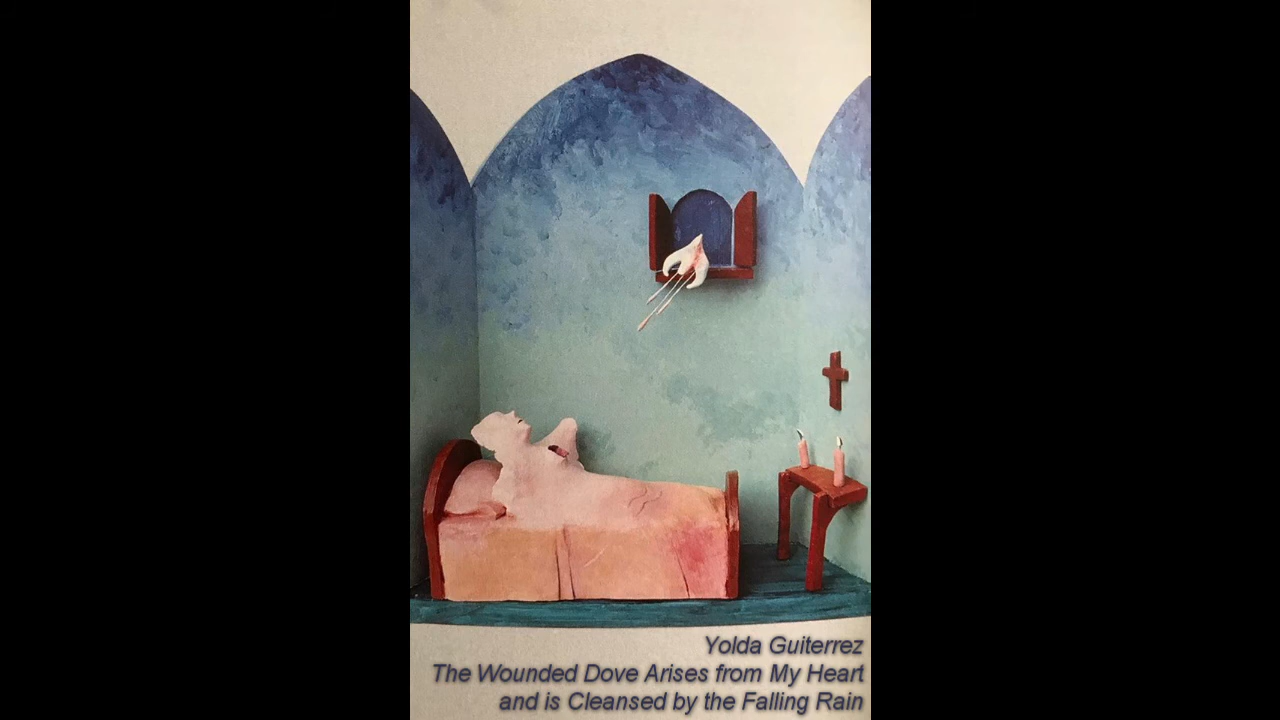 Yolda Guiterrez
The Wounded Dove Arises from My Heart
and is Cleansed by the Falling Rain